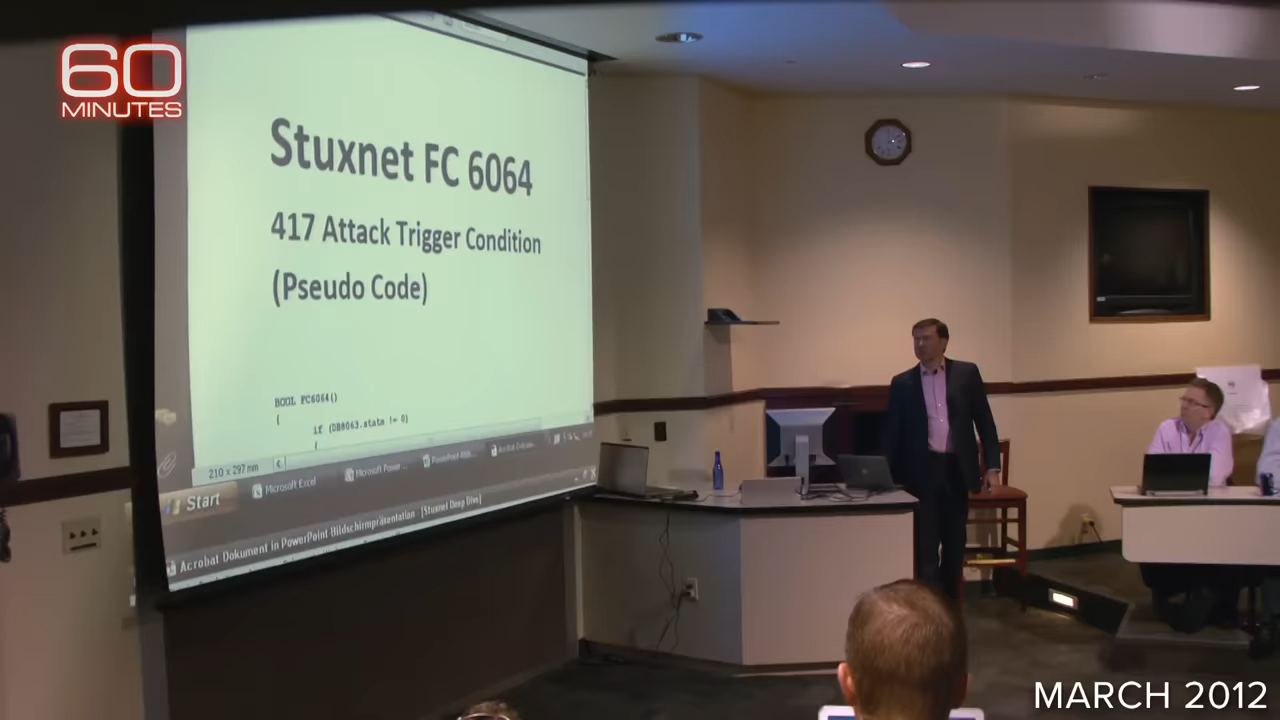 60
MINUTES
Stuxnet FC 6064
417 Attack Trigger Condition
(Pseudo Code)
BOOL FC6064()
{
if (DB8063.state != 0)
{
210 x 297 mm
Start
Microsoft Excel
Microsoft Power ...
Acrobat Dokument in PowerPoint Bildschirmpräsentation - [Stuxnet Deep Dive]
MARCH 2012